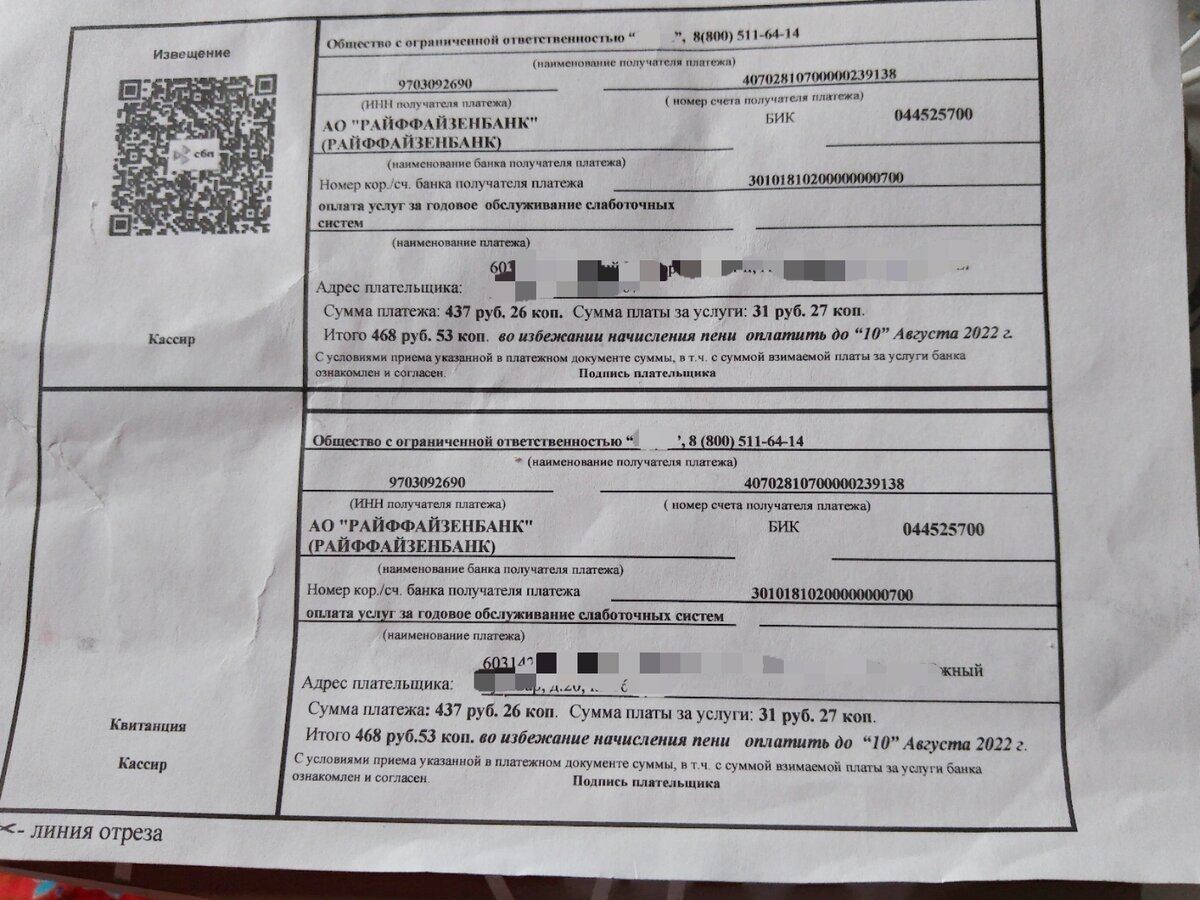 Извещение
сбп
Кассир
Общество с ограниченной ответственностью “ ”, 8(800) 511-64-14
(наименование получателя платежа)
9703092690 40702810700000239138
(ИНН получателя платежа) ( номер счета получателя платежа)
АО "РАЙФФАЙЗЕНБАНК" БИК 044525700
(РАЙФФАЙЗЕНБАНК)
(наименование банка получателя платежа)
Номер кор./сч. банка получателя платежа 30101810200000000700
оплата услуг за годовое обслуживание слаботочных
систем
(наименование платежа)
Адрес плательщика:
Сумма платежа: 437 руб. 26 коп. Сумма платы за услуги: 31 руб. 27 коп.
Итого 468 руб. 53 коп. во избежании начисления пени оплатить до “10” Августа 2022 г.
С условиями приема указанной в платежном документе суммы, в т.ч. с суммой взимаемой платы за услуги банка
ознакомлен и согласен. Подпись плательщика
Квитанция
Кассир
Общество с ограниченной ответственностью “ ’, 8 (800) 511-64-14
(наименование получателя платежа)
9703092690 40702810700000239138
(ИНН получателя платежа) ( номер счета получателя платежа)
АО "РАЙФФАЙЗЕНБАНК" БИК 044525700
(РАЙФФАЙЗЕНБАНК)
(наименование банка получателя платежа)
Номер кор./сч. банка получателя платежа 30101810200000000700
оплата услуг за годовое обслуживание слаботочных систем
(наименование платежа)
Адрес плательщика:
Сумма платежа: 437 руб. 26 коп. Сумма платы за услуги: 31 руб. 27 коп.
Итого 468 руб.53 коп. во избежание начисления пени оплатить до “10” Августа 2022 г.
С условиями приема указанной в платежном документе суммы, в т.ч. с суммой взимаемой платы за услуги банка
ознакомлен и согласен. Подпись плательщика
- линия отреза